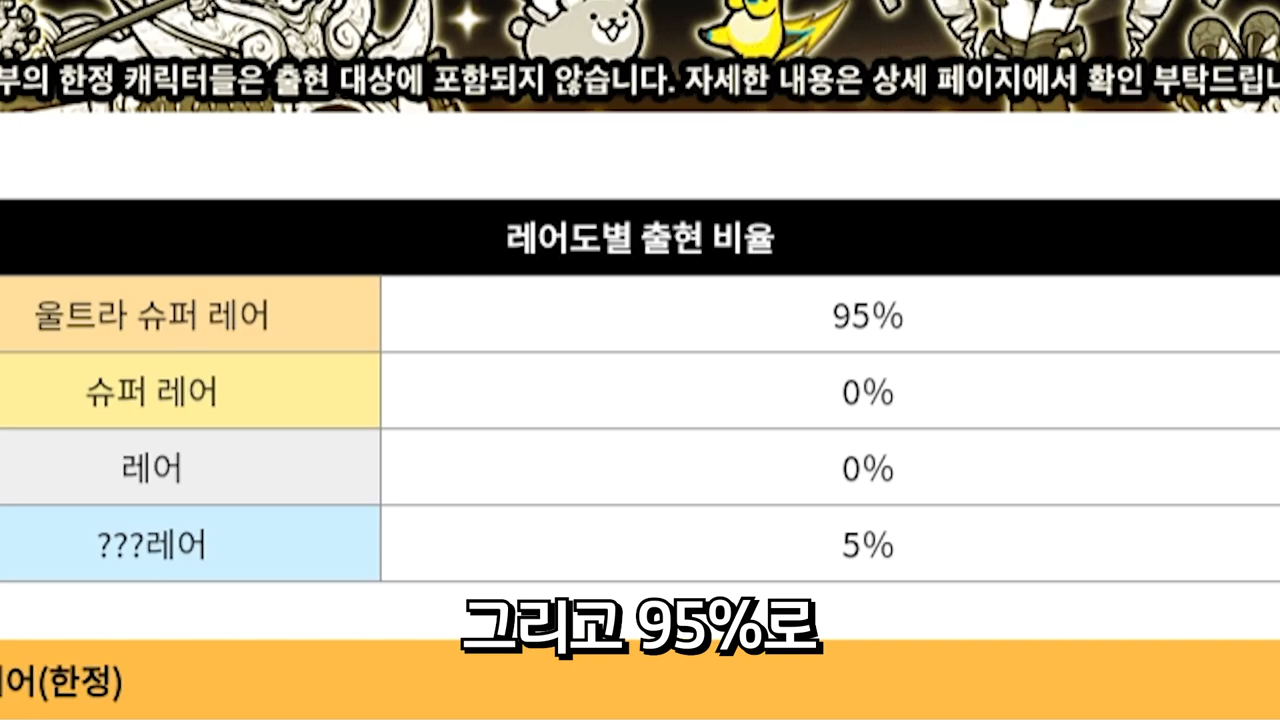 부의 한정 캐릭터들은 출현 대상에 포함되지 않습니다. 자세한 내용은 상세 페이지에서 확인 부탁드립니
레어도별 출현 비율
울트라 슈퍼 레어 95%
슈퍼 레어 0%
레어 0%
???레어 5%
그리고 95%로
어(한정)